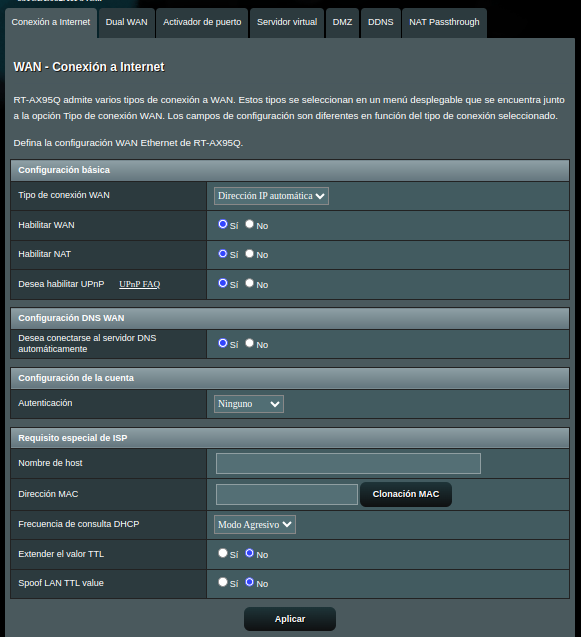 Conexión a Internet Dual WAN Activador de puerto Servidor virtual DMZ DDNS NAT Passthrough
WAN - Conexión a Internet
RT-AX95Q admite varios tipos de conexión a WAN. Estos tipos se seleccionan en un menú desplegable que se encuentra junto
a la opción Tipo de conexión WAN. Los campos de configuración son diferentes en función del tipo de conexión seleccionado.
Defina la configuración WAN Ethernet de RT-AX95Q.
Configuración básica
Tipo de conexión WAN Dirección IP automática
Habilitar WAN Sí No
Habilitar NAT Sí No
Desea habilitar UPnP UPnP FAQ Sí No
Configuración DNS WAN
Desea conectarse al servidor DNS
automáticamente Sí No
Configuración de la cuenta
Autenticación Ninguno
Requisito especial de ISP
Nombre de host
Dirección MAC Clonación MAC
Frecuencia de consulta DHCP Modo Agresivo
Extender el valor TTL Sí No
Spoof LAN TTL value Sí No
Aplicar